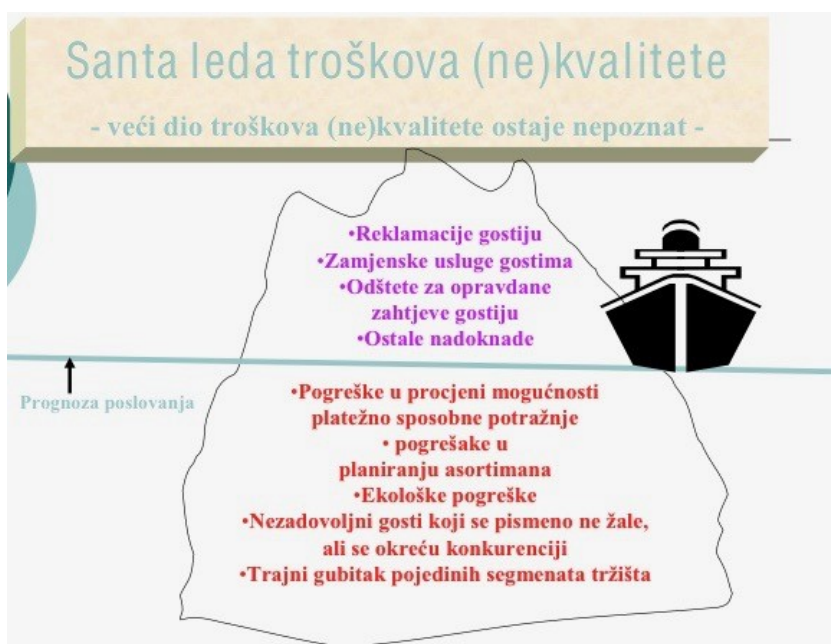 Santa leda troškova (ne)kvalitete
- veći dio troškova (ne)kvalitete ostaje nepoznat -
•Reklamacije gostiju
•Zamjenske usluge gostima
•Odštete za opravdane
zahtjeve gostiju
•Ostale nadoknade
Prognoza poslovanja
•Pogreške u procjeni mogućnosti
platežno sposobne potražnje
• pogrešake u
planiranju asortimana
•Ekološke pogreške
•Nezadovoljni gosti koji se pismeno ne žale,
ali se okreću konkurenciji
•Trajni gubitak pojedinih segmenata tržišta